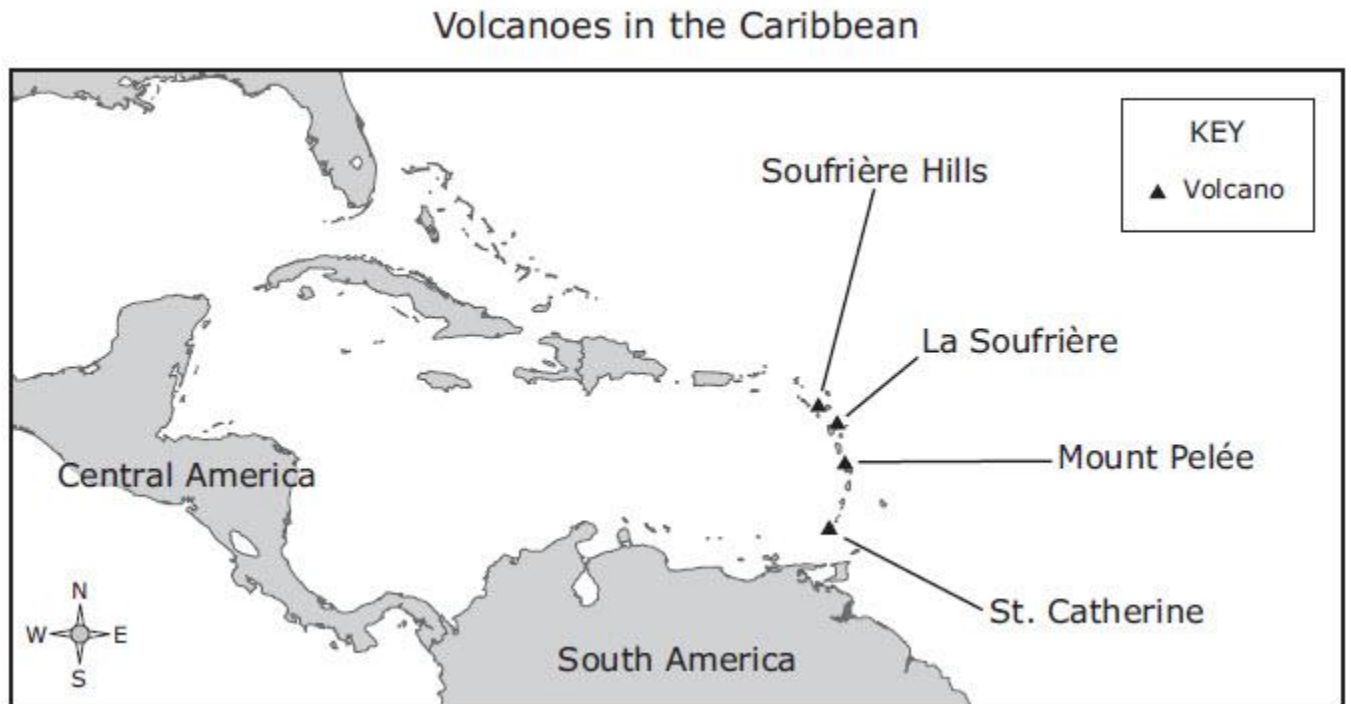 Volcanoes in the Caribbean
KEY
Volcano
Soufrière Hills
La Soufrière
Mount Pelée
Central America
St. Catherine
South America
N
W E
S